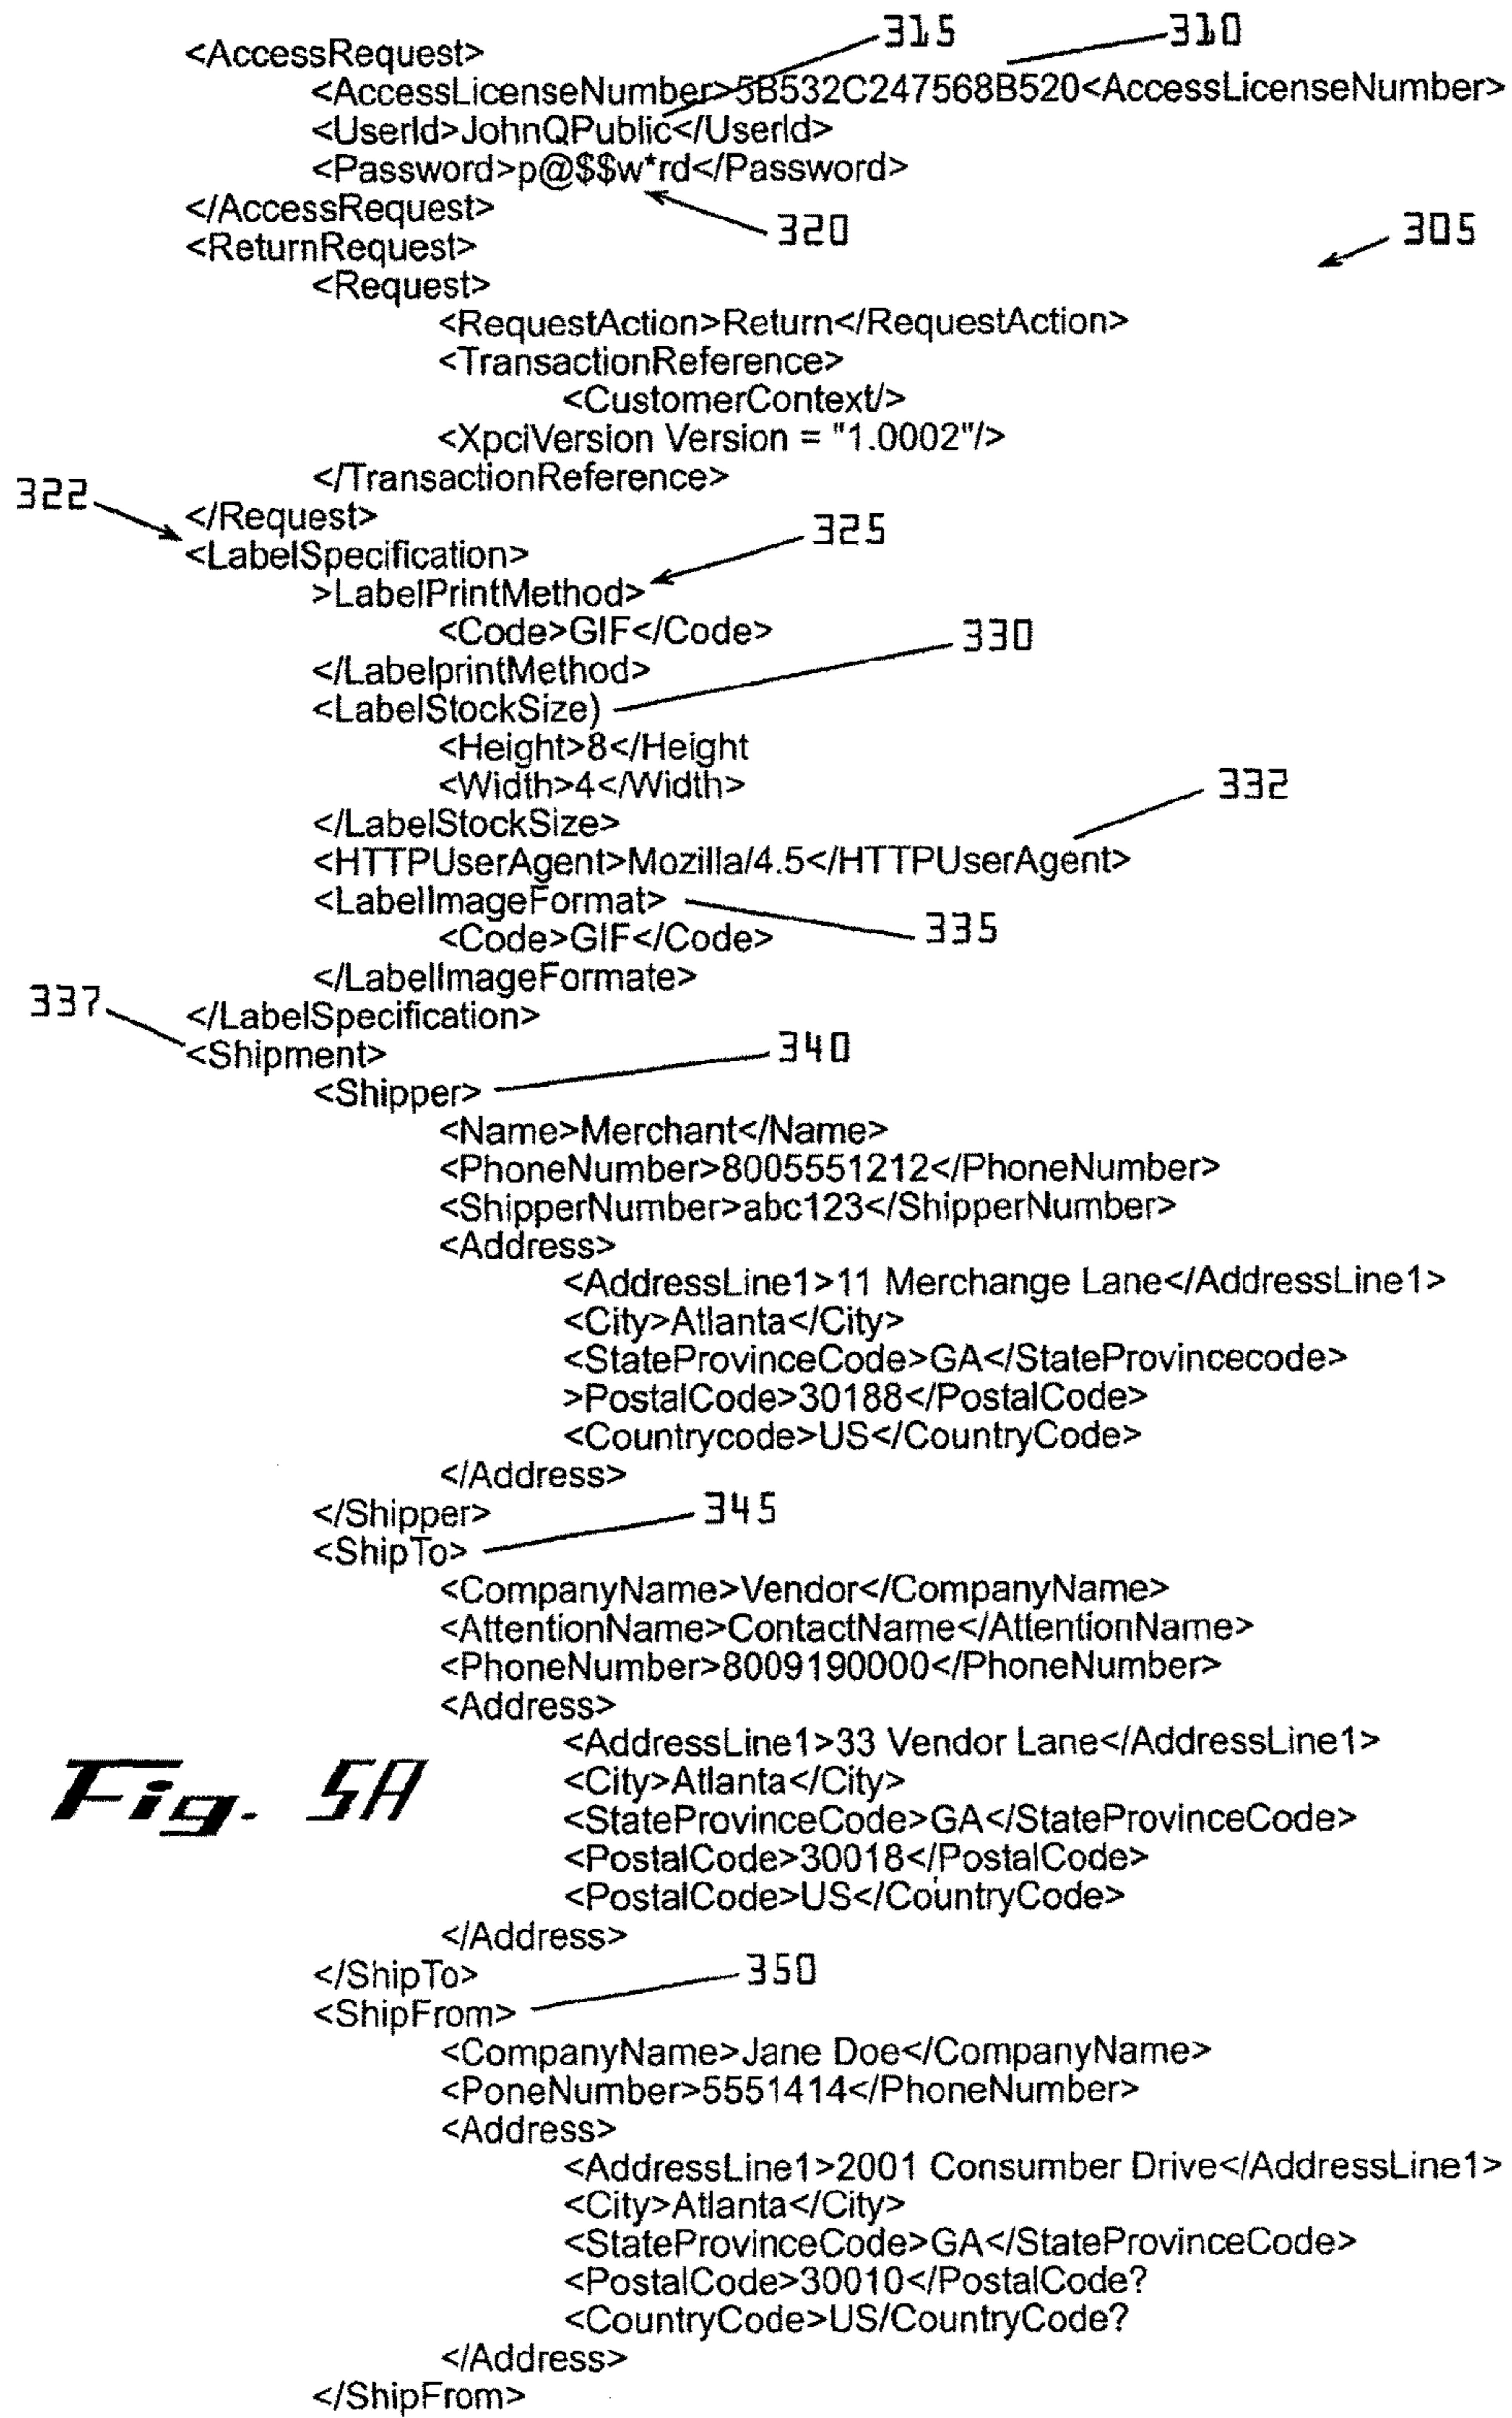 315 310
<AccessRequest>
<AccessLicenseNumber>5B532C247568B520<AccessLicenseNumber>
<UserId>JohnQPublic</UserId>
<Password>p@$$w*rd</Password>
</AccessRequest>
320
<ReturnRequest>
305
<Request>
<RequestAction>Return</RequestAction>
<TransactionReference>
<CustomerContext/>
<XpciVersion Version = "1.0002"/>
</TransactionReference>
322
</Request>
325
<LabelSpecification>
>LabelPrintMethod>
<Code>GIF</Code>
330
</LabelprintMethod>
<LabelStockSize)
<Height>8</Height
<Width>4</Width>
332
</LabelStockSize>
<HTTPUserAgent>Mozilla/4.5</HTTPUserAgent>
<LabelImageFormat>
335
<Code>GIF</Code>
</LabelImageFormate>
337
</LabelSpecification>
<Shipment>
340
<Shipper>
<Name>Merchant</Name>
<PhoneNumber>8005551212</PhoneNumber>
<ShipperNumber>abc123</ShipperNumber>
<Address>
<AddressLine1>11 Merchange Lane</AddressLine1>
<City>Atlanta</City>
<StateProvinceCode>GA</StateProvincecode>
>PostalCode>30188</PostalCode>
<Countrycode>US</CountryCode>
</Address>
</Shipper>
345
<ShipTo>
<CompanyName>Vendor</CompanyName>
<AttentionName>ContactName</AttentionName>
<PhoneNumber>8009190000</PhoneNumber>
<Address>
<AddressLine1>33 Vendor Lane</AddressLine1>
<City>Atlanta</City>
Fig. 5A
<StateProvinceCode>GA</StateProvinceCode>
<PostalCode>30018</PostalCode>
<PostalCode>US</CountryCode>
</Address>
</ShipTo>
350
<ShipFrom>
<CompanyName>Jane Doe</CompanyName>
<PoneNumber>5551414</PhoneNumber>
<Address>
<AddressLine1>2001 Consumber Drive</AddressLine1>
<City>Atlanta</City>
<StateProvinceCode>GA</StateProvinceCode>
<PostalCode>30010</PostalCode?
<CountryCode>US/CountryCode?
</Address>
</ShipFrom>